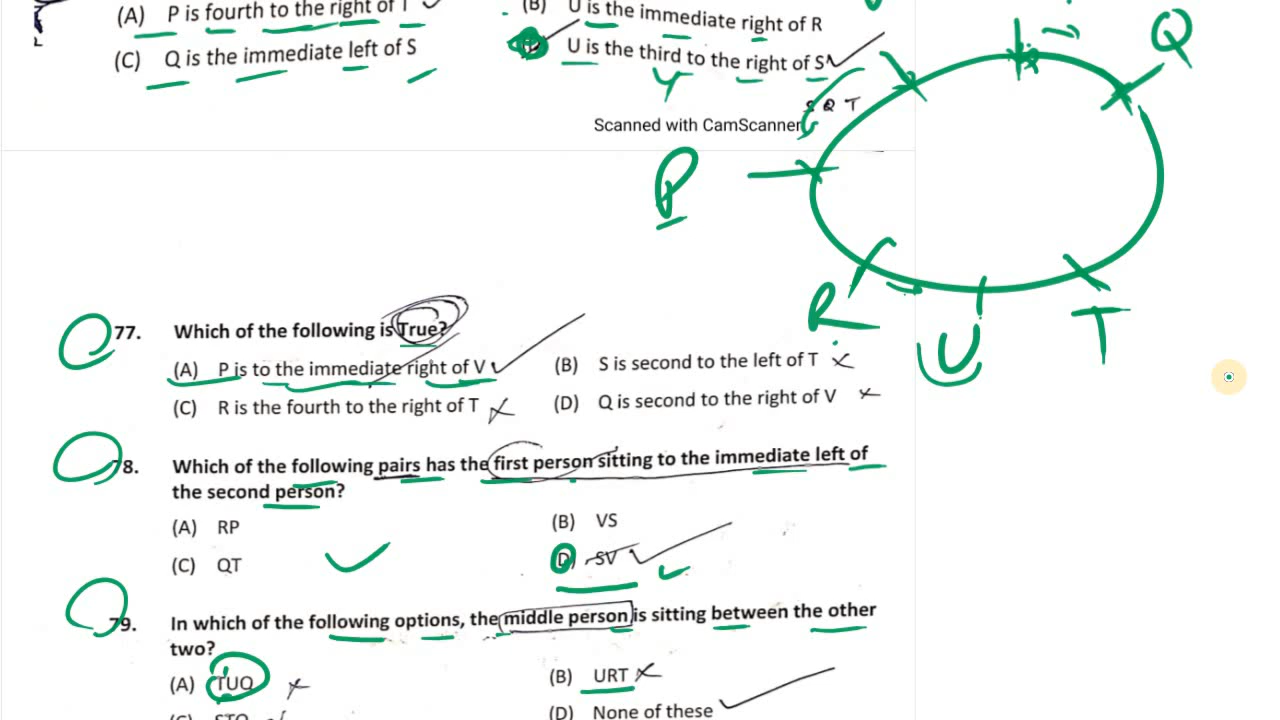 (A) P is fourth to the right of T
(B) U is the immediate right of R
(C) Q is the immediate left of S
U is the third to the right of S
S Q T
Scanned with CamScanner
Q
P
R
U
T
77. Which of the following is True?
(A) P is to the immediate right of V
(B) S is second to the left of T
(C) R is the fourth to the right of T
(D) Q is second to the right of V
78. Which of the following pairs has the first person sitting to the immediate left of
the second person?
(A) RP
(B) VS
(C) QT
(D) SV
79. In which of the following options, the middle person is sitting between the other
two?
(A) TUQ
(B) URT
(C) STQ
(D) None of these